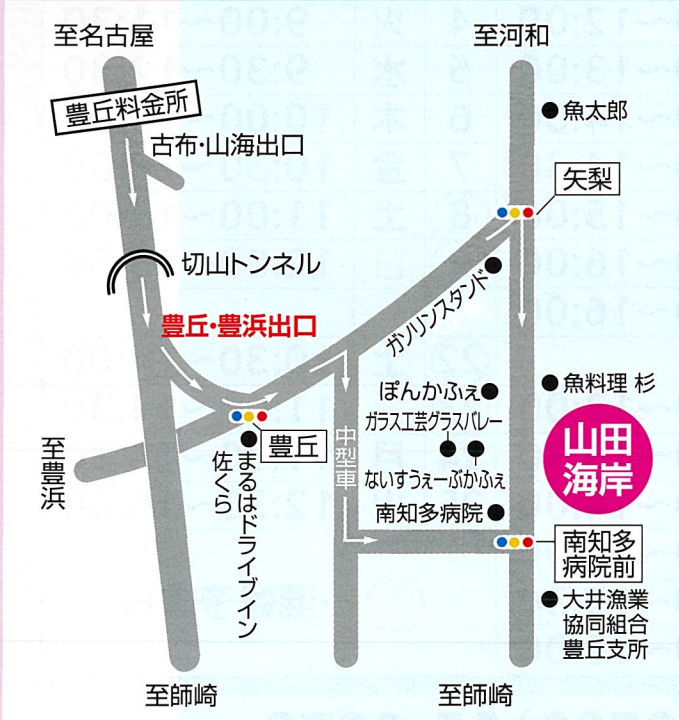 至名古屋
至河和
豊丘料金所
魚太郎
古布・山海出口
矢梨
切山トンネル
ガソリンスタンド
豊丘・豊浜出口
ぽんかふぇ
魚料理 杉
ガラス工芸グラスバレー
山田
海岸
中型車
豊丘
至豊浜
まるはドライブイン
佐くら
ないすうぇーぶかふぇ
南知多病院
南知多
病院前
大井漁業
協同組合
豊丘支所
至師崎
至師崎